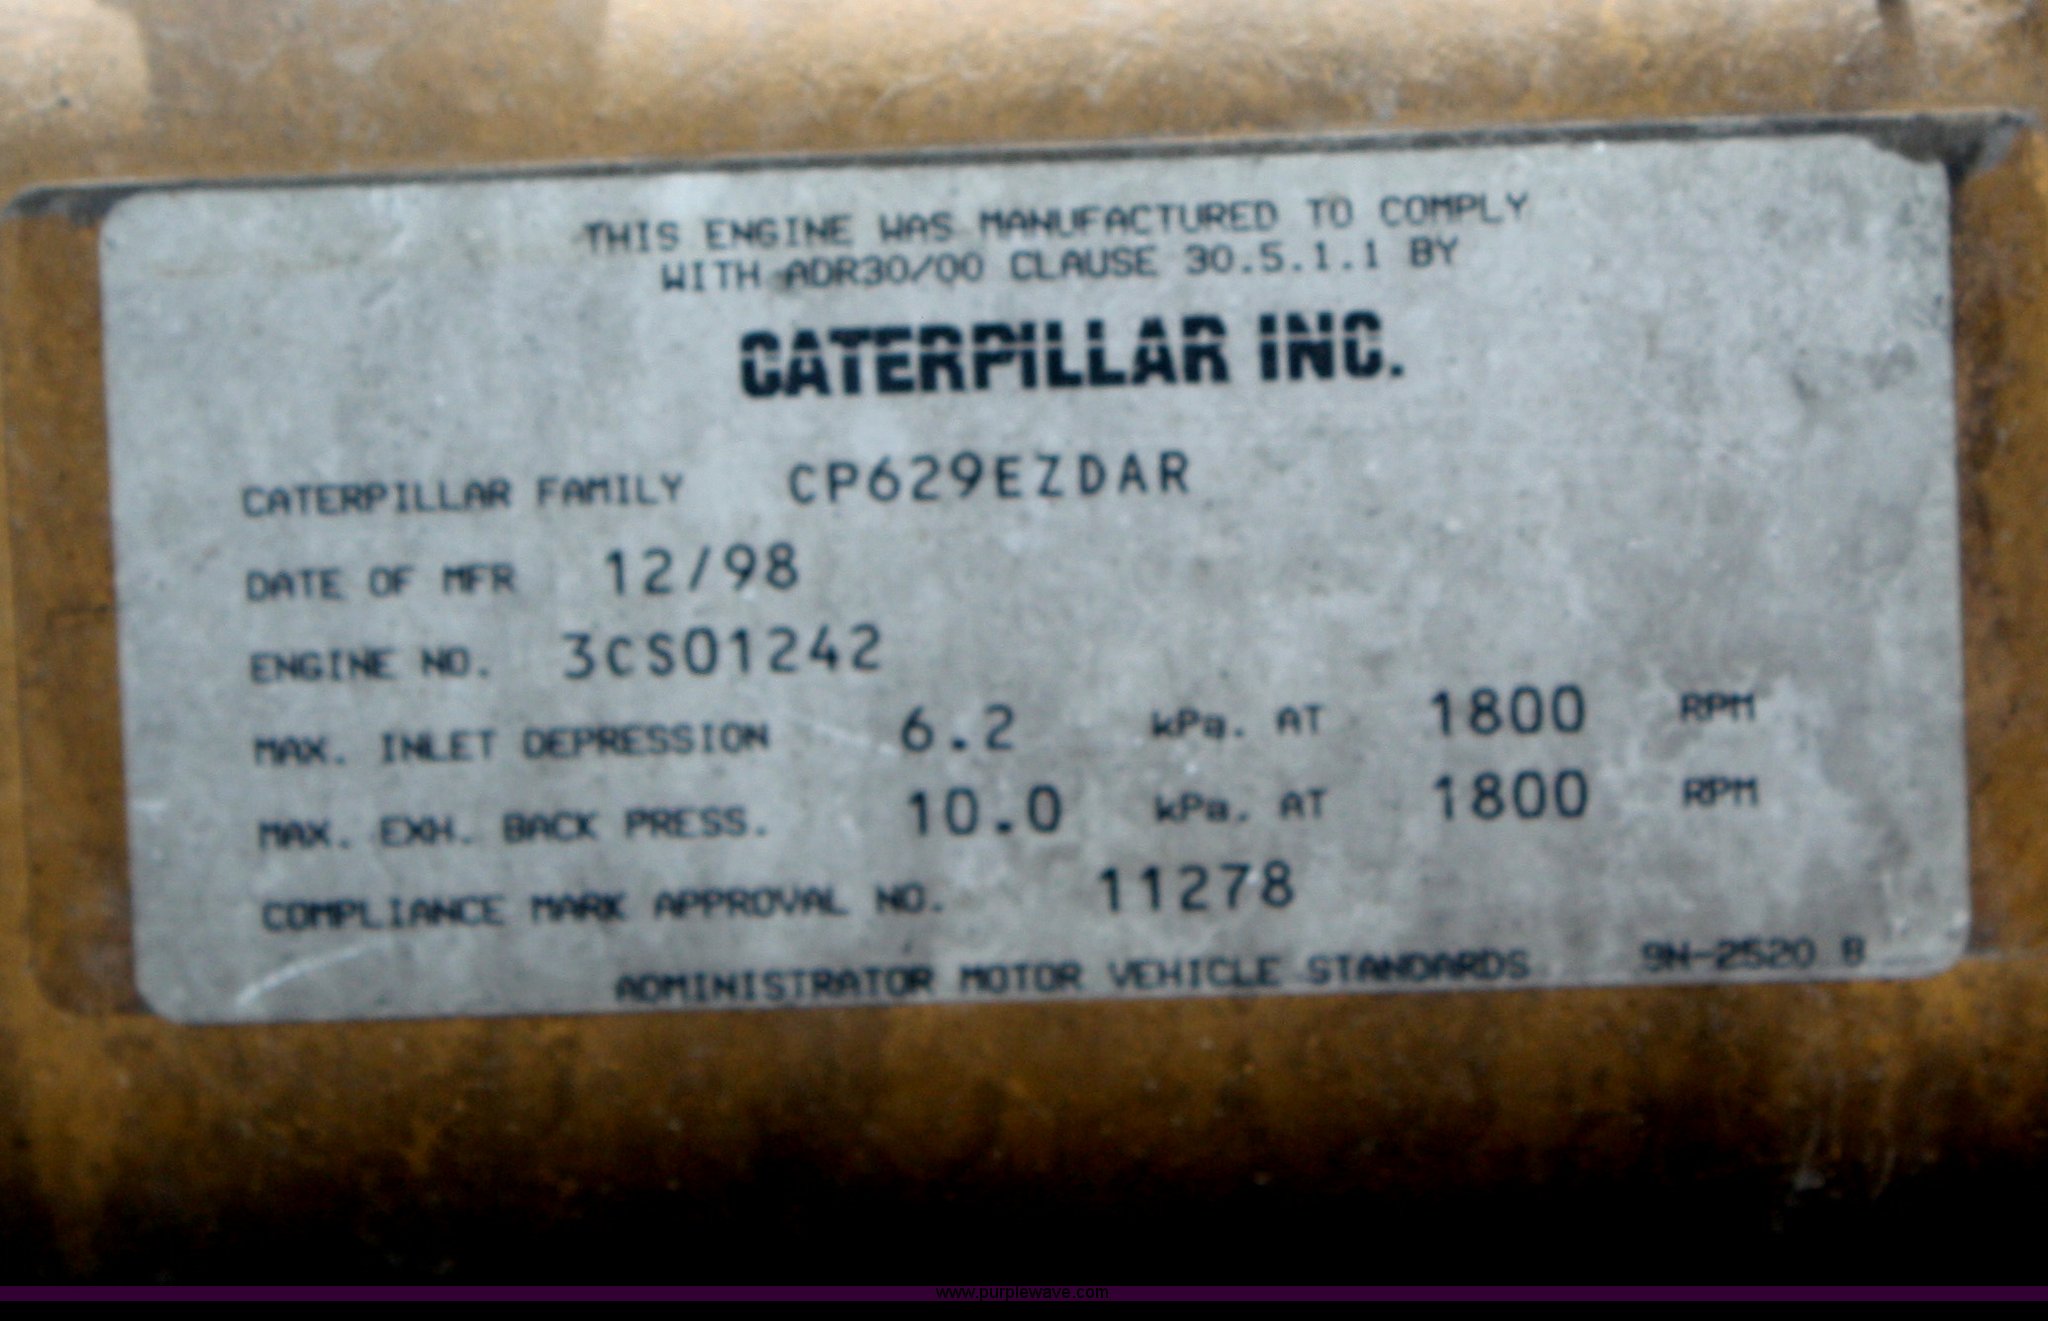 THIS ENGINE WAS MANUFACTURED TO COMPLY
WITH ADR30/00 CLAUSE 30.5.1.1 BY
CATERPILLAR INC.
CATERPILLAR FAMILY CP629EZDAR
DATE OF MFR 12/98
ENGINE NO. 3CS01242
MAX. INLET DEPRESSION 6.2 kPa. AT 1800 RPM
MAX. EXH. BACK PRESS. 10.0 kPa. AT 1800 RPM
COMPLIANCE MARK APPROVAL NO. 11278
ADMINISTRATOR MOTOR VEHICLE STANDARDS 9N-2520 B
www.purplewave.com